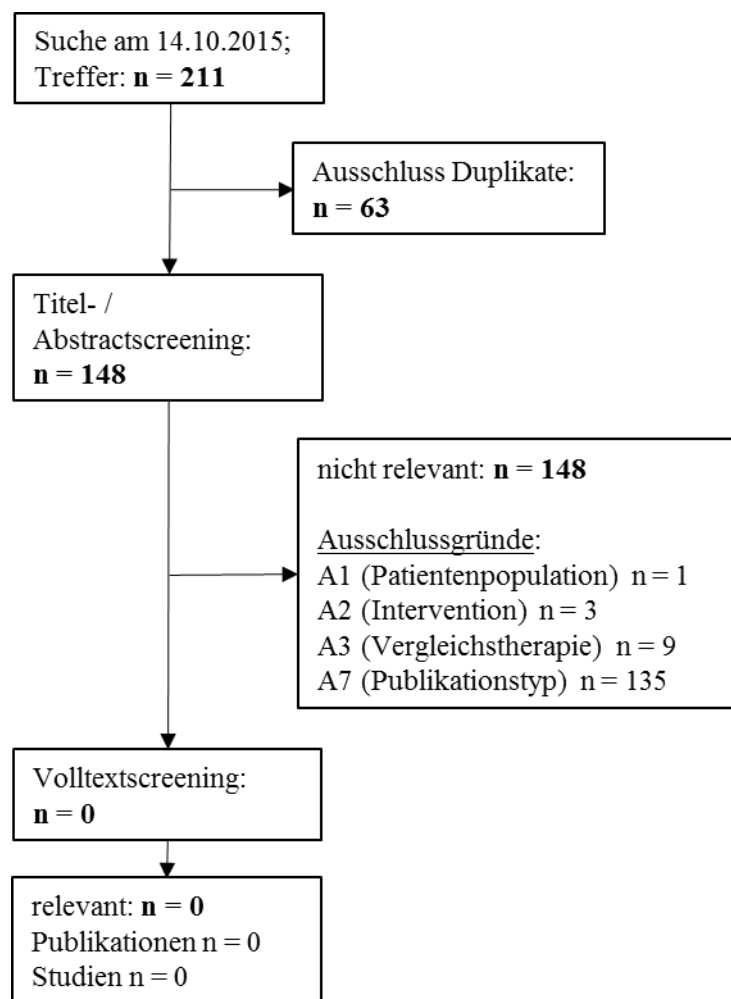 Suche am 14.10.2015;
Treffer: n = 211
Ausschluss Duplikate:
n = 63
Titel- /
Abstractscreening:
n = 148
nicht relevant: n = 148
Ausschlussgründe:
A1 (Patientenpopulation) n = 1
A2 (Intervention) n = 3
A3 (Vergleichstherapie) n = 9
A7 (Publikationstyp) n = 135
Volltextscreening:
n = 0
relevant: n = 0
Publikationen n = 0
Studien n = 0